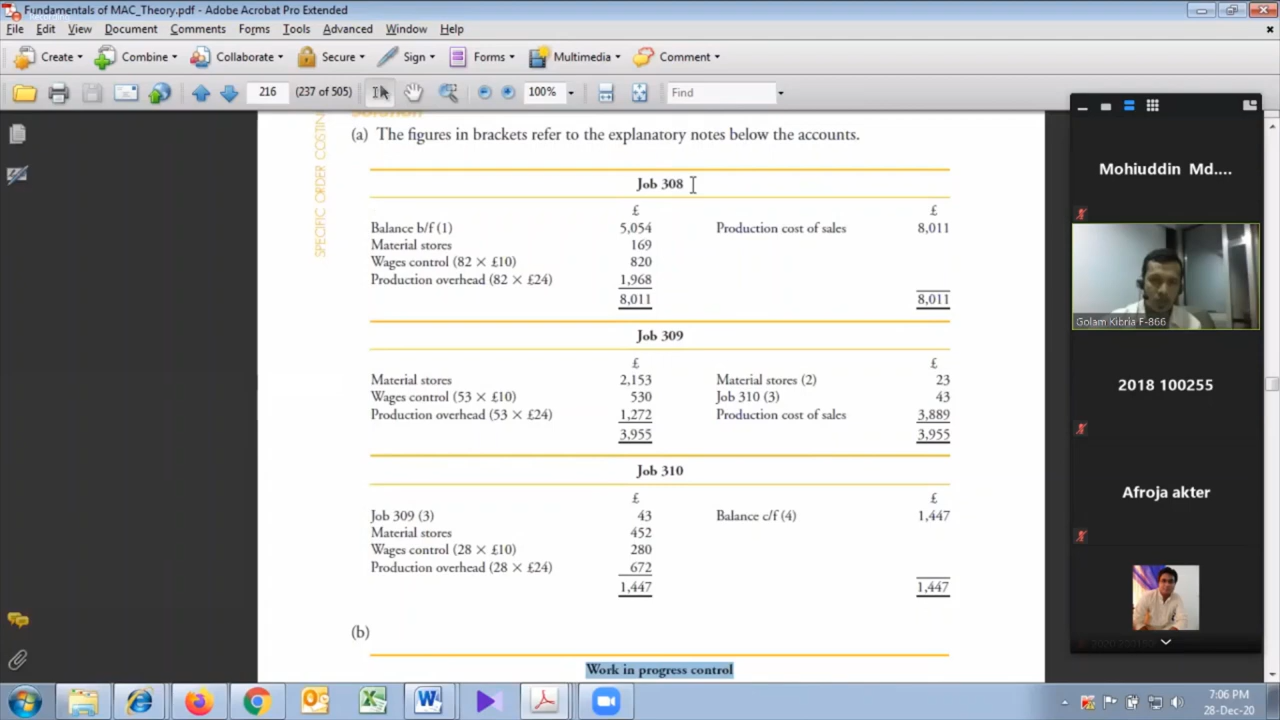 Fundamentals of MAC_Theory.pdf - Adobe Acrobat Pro Extended
File Edit View Document Comments Forms Tools Advanced Window Help
Create Combine Collaborate Secure Sign Forms Multimedia Comment
216 (237 of 505) 100% Find
Solution
SPECIFIC ORDER COSTING
(a) The figures in brackets refer to the explanatory notes below the accounts.
Job 308
£ £
Balance b/f (1) 5,054 Production cost of sales 8,011
Material stores 169
Wages control (82 × £10) 820
Production overhead (82 × £24) 1,968
8,011 8,011
Job 309
£ £
Material stores 2,153 Material stores (2) 23
Wages control (53 × £10) 530 Job 310 (3) 43
Production overhead (53 × £24) 1,272 Production cost of sales 3,889
3,955 3,955
Job 310
£ £
Job 309 (3) 43 Balance c/f (4) 1,447
Material stores 452
Wages control (28 × £10) 280
Production overhead (28 × £24) 672
1,447 1,447
(b)
Work in progress control
Mohiuddin Md....
Golam Kibria F-866
2018 100255
Afroja akter
7:06 PM
28-Dec-20